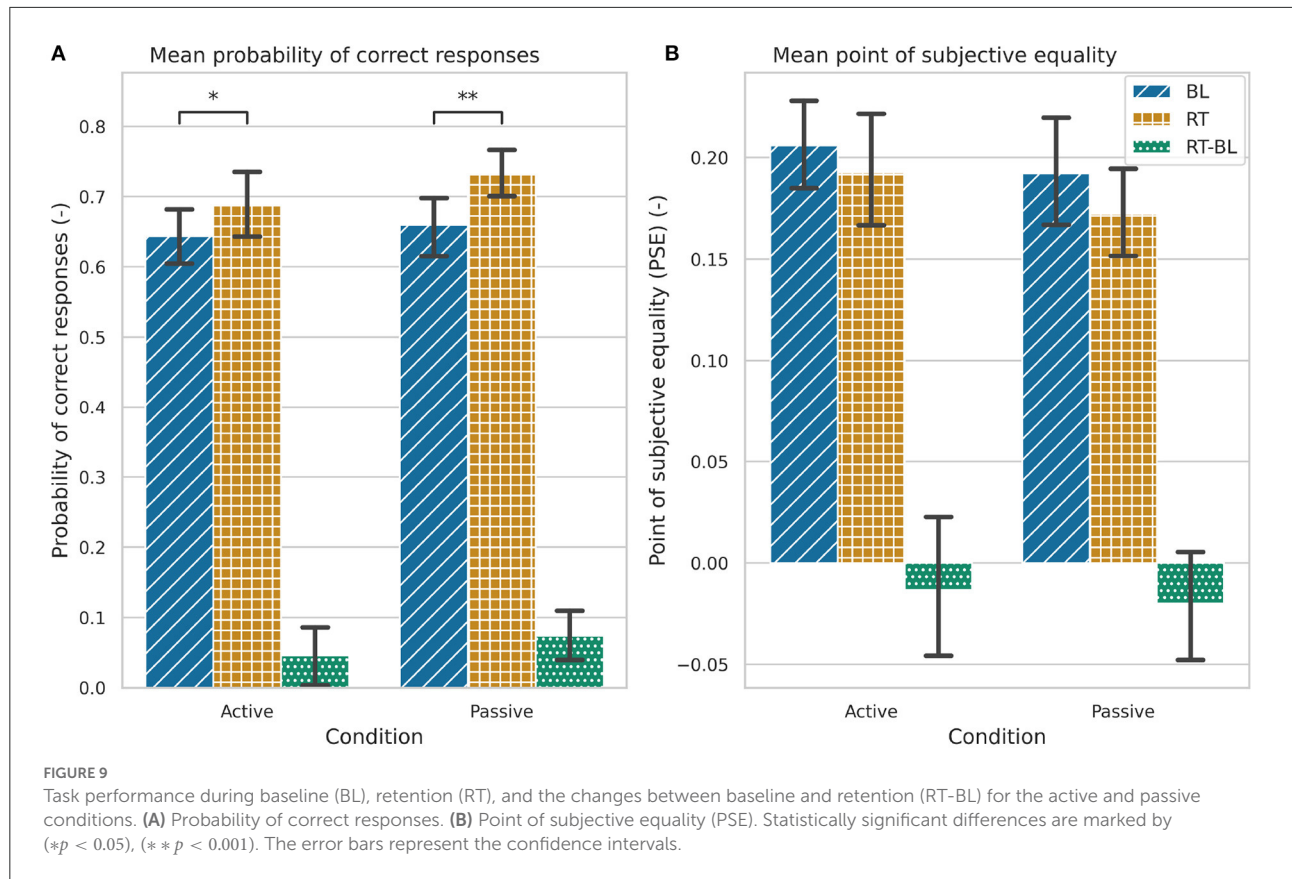 A Mean probability of correct responses
* **
Probability of correct responses (-)
0.8
0.7
0.6
0.5
0.4
0.3
0.2
0.1
0.0
Active Passive
Condition
B Mean point of subjective equality
BL
RT
RT-BL
Point of subjective equality (PSE) (-)
0.20
0.15
0.10
0.05
0.00
−0.05
Active Passive
Condition
FIGURE 9
Task performance during baseline (BL), retention (RT), and the changes between baseline and retention (RT-BL) for the active and passive
conditions. (A) Probability of correct responses. (B) Point of subjective equality (PSE). Statistically significant differences are marked by
(∗p < 0.05), (∗ ∗ p < 0.001). The error bars represent the confidence intervals.